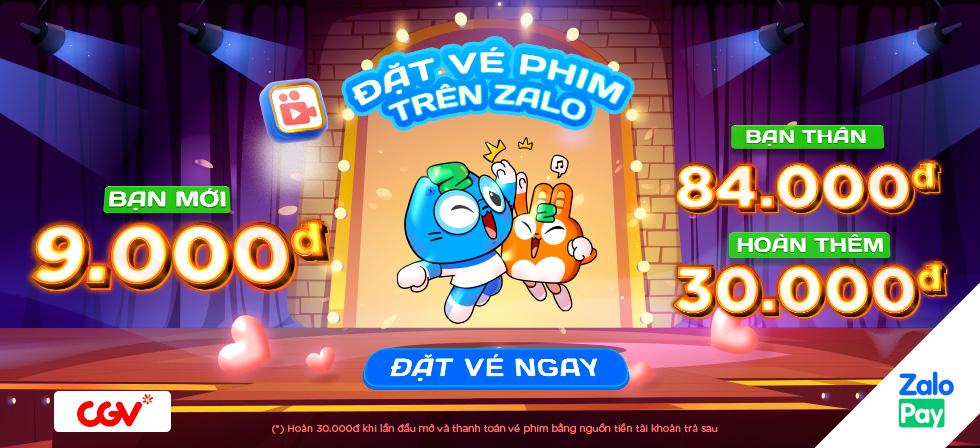 ĐẶT VÉ PHIM
TRÊN ZALO
BẠN MỚI
9.000đ
BẠN THÂN
84.000đ
HOÀN THÊM
30.000đ
Z
Z
ĐẶT VÉ NGAY
CGV*
(*) Hoàn 30.000đ khi lần đầu mở và thanh toán vé phim bằng nguồn tiền tài khoản trả sau
Zalo
Pay